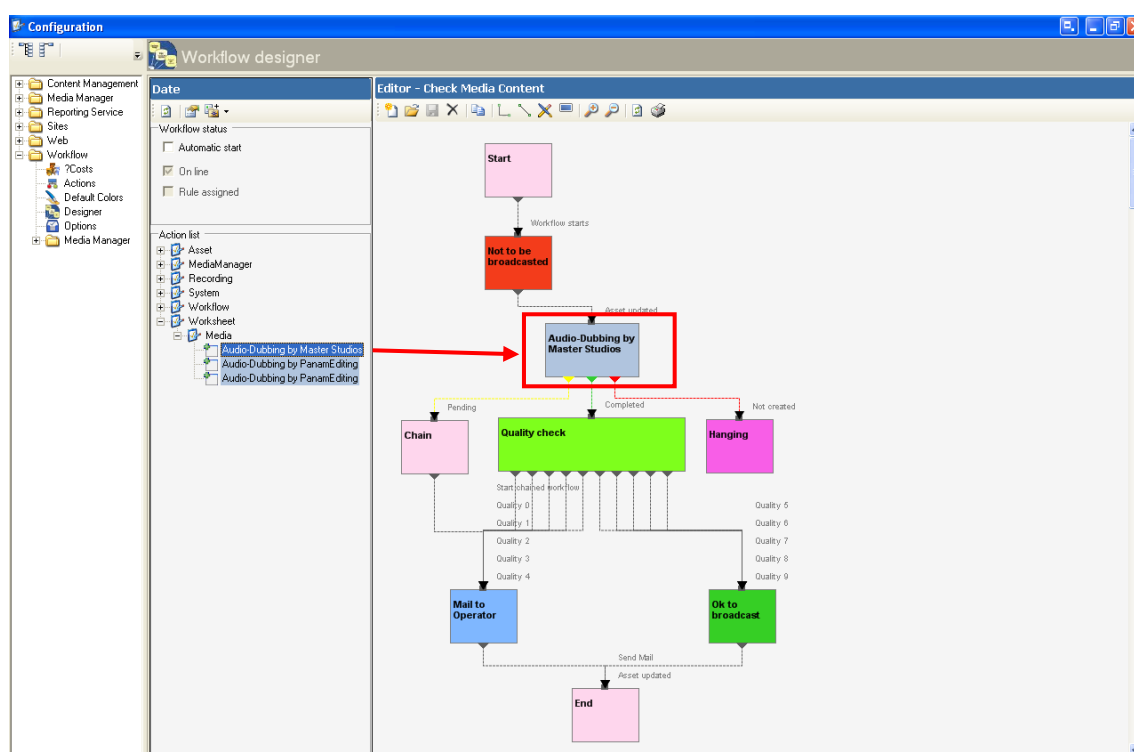 Configuration
Workflow designer
Content Management
Media Manager
Reporting Service
Sites
Web
Workflow
?Costs
Actions
Default Colors
Designer
Options
Media Manager
Date
Workflow status
Automatic start
On line
Rule assigned
Action list
Asset
MediaManager
Recording
System
Workflow
Worksheet
Media
Audio-Dubbing by Master Studios
Audio-Dubbing by PanamEditing
Audio-Dubbing by PanamEditing
Editor - Check Media Content
Start
Workflow starts
Not to be
broadcasted
Asset updated
Audio-Dubbing by
Master Studios
Pending
Completed
Not created
Chain
Quality check
Hanging
Start chained workflow
Quality 0
Quality 5
Quality 1
Quality 6
Quality 2
Quality 7
Quality 3
Quality 8
Quality 4
Quality 9
Mail to
Operator
Ok to
broadcast
Send Mail
Asset updated
End